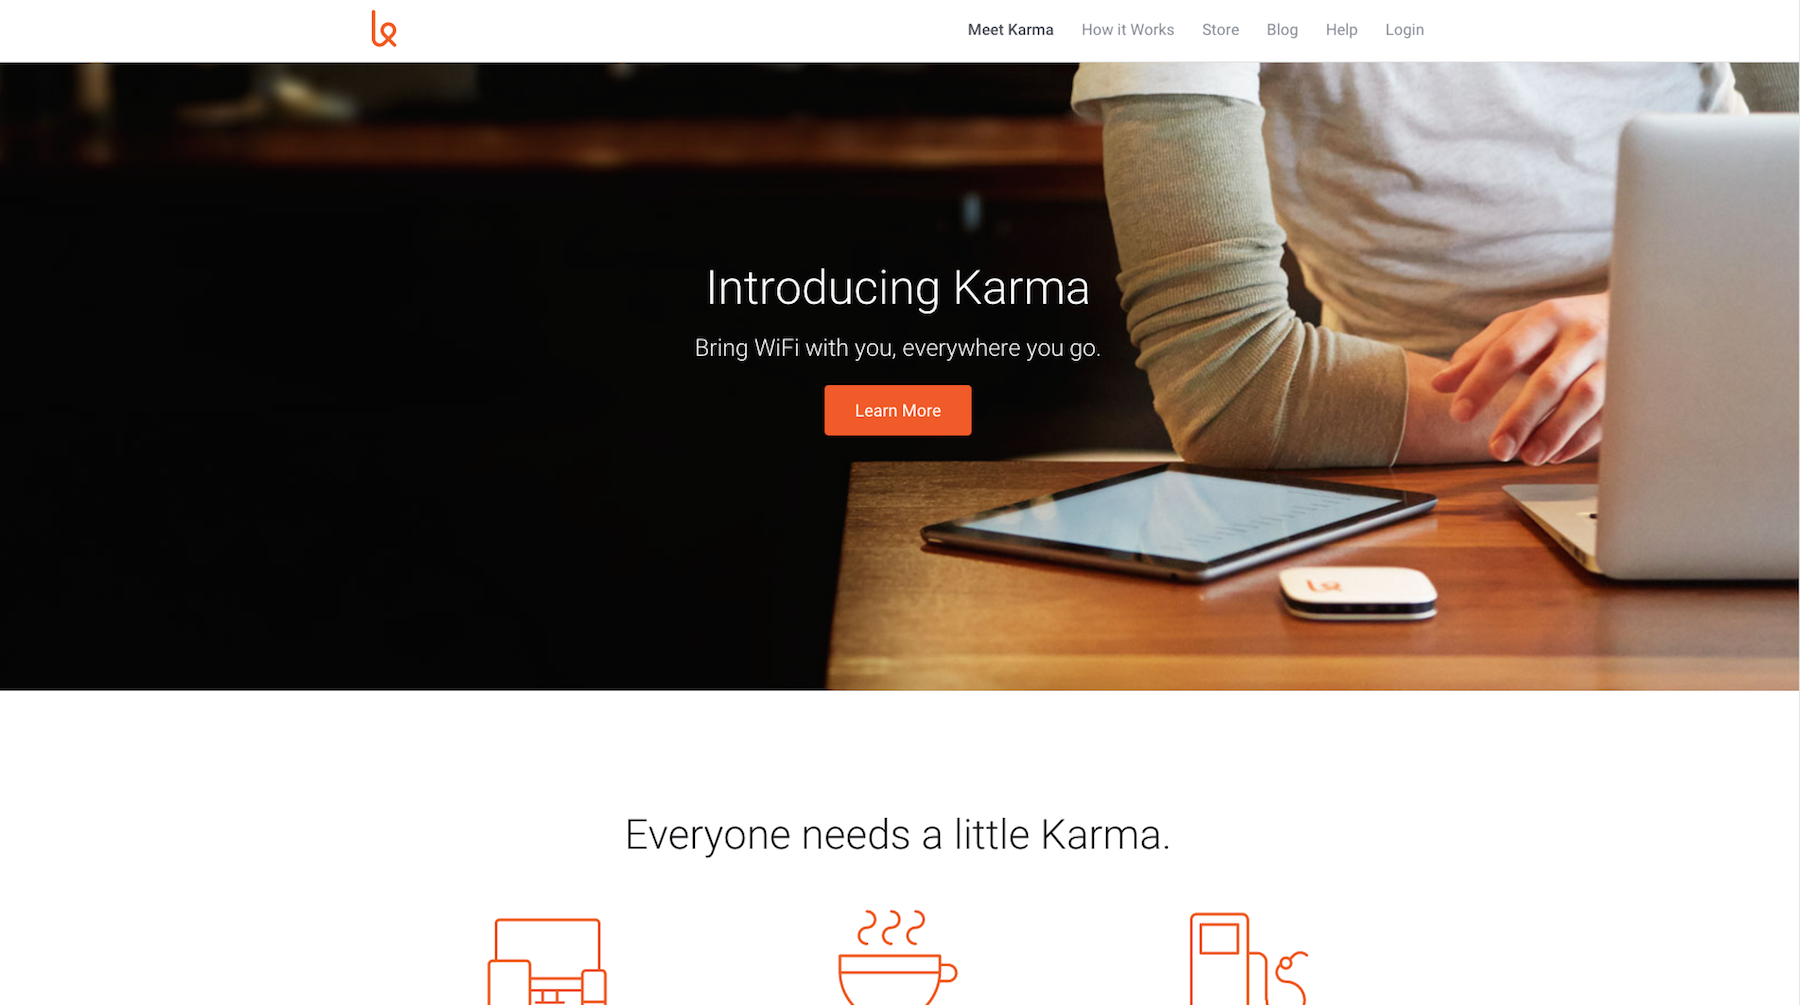 Meet Karma
How it Works
Store
Blog
Help
Login
Introducing Karma
Bring WiFi with you, everywhere you go.
Learn More
Everyone needs a little Karma.